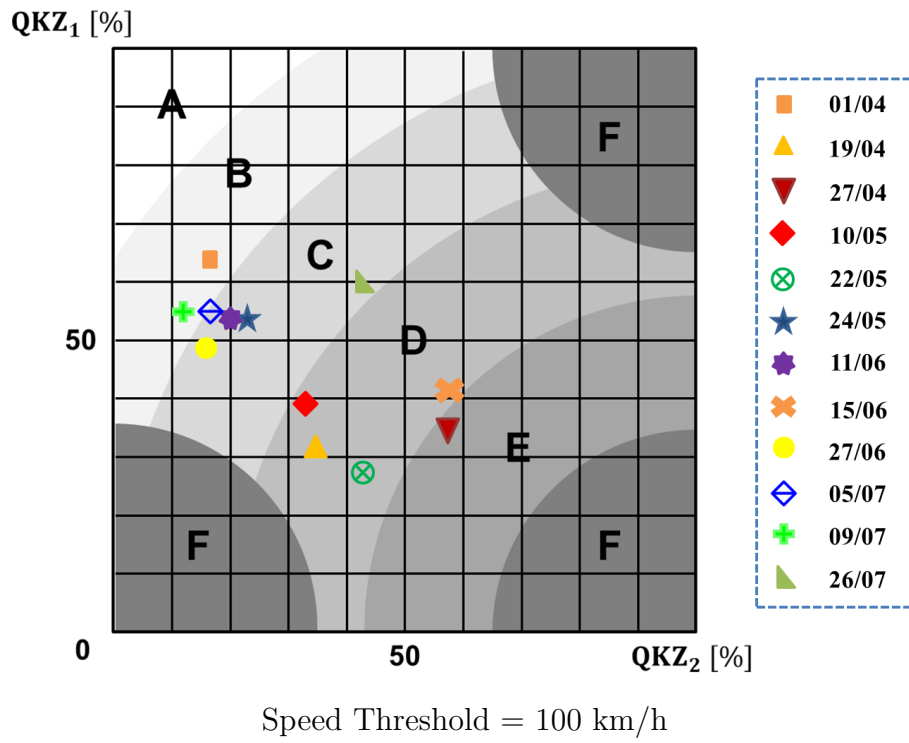 QKZ₁ [%]
A
B
C
D
E
F
F
F
50
0
50
QKZ₂ [%]
01/04
19/04
27/04
10/05
22/05
24/05
11/06
15/06
27/06
05/07
09/07
26/07
Speed Threshold = 100 km/h